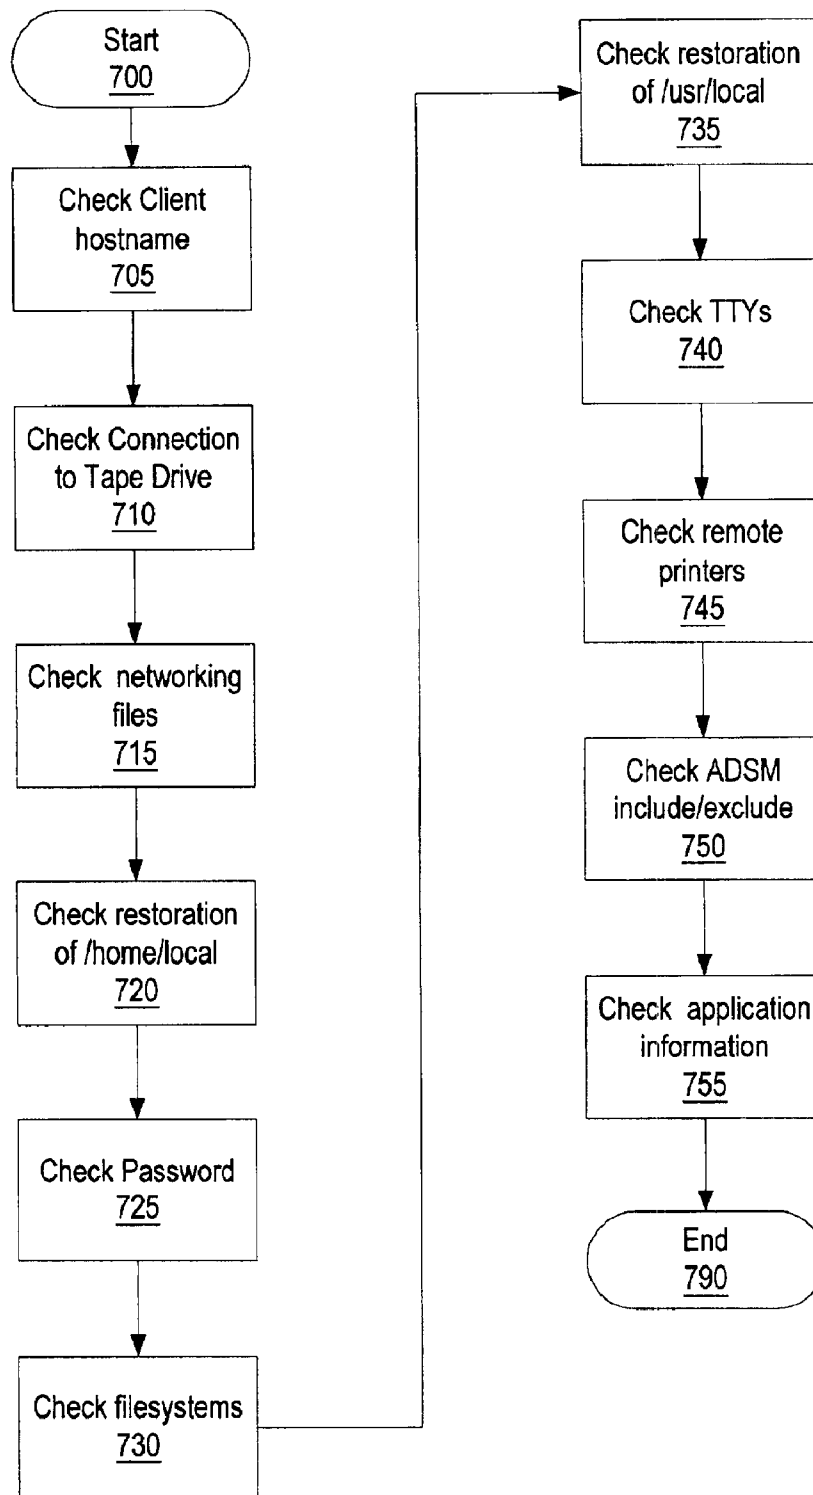 Start
700
Check Client
hostname
705
Check Connection
to Tape Drive
710
Check networking
files
715
Check restoration
of /home/local
720
Check Password
725
Check filesystems
730
Check restoration
of /usr/local
735
Check TTYs
740
Check remote
printers
745
Check ADSM
include/exclude
750
Check application
information
755
End
790